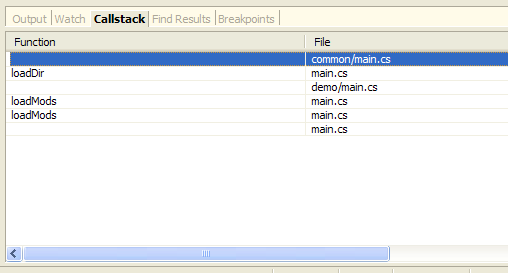 Output Watch Callstack Find Results Breakpoints
Function File
common/main.cs
loadDir main.cs
demo/main.cs
loadMods main.cs
loadMods main.cs
main.cs